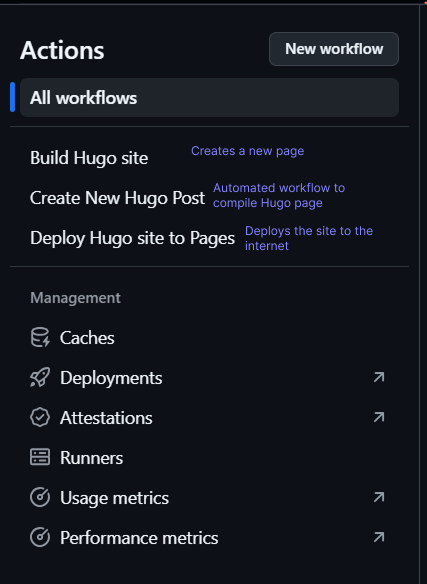 Actions
New workflow
All workflows
Build Hugo site
Creates a new page
Create New Hugo Post
Automated workflow to
compile Hugo page
Deploy Hugo site to Pages
Deploys the site to the
internet
Management
Caches
Deployments
Attestations
Runners
Usage metrics
Performance metrics